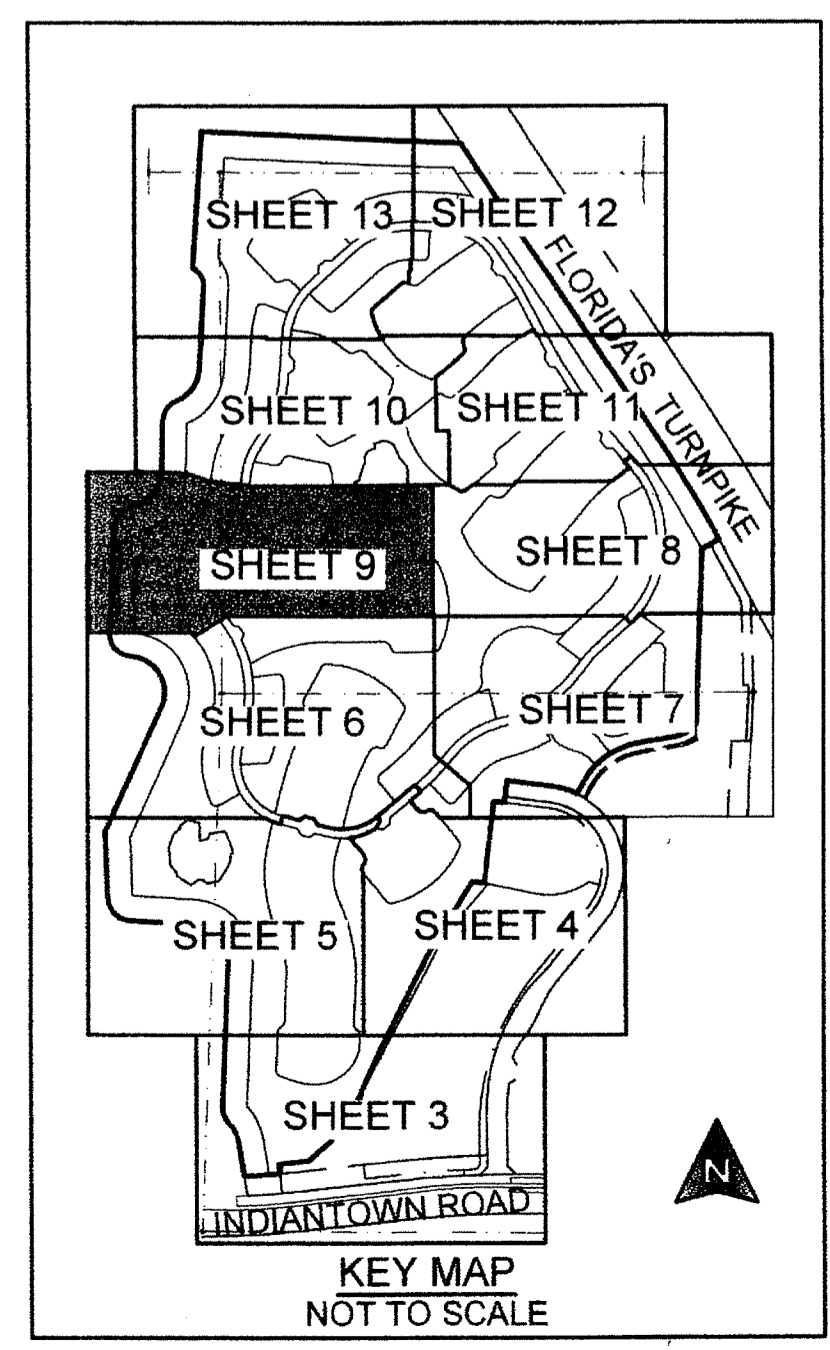 SHEET 13
SHEET 12
FLORIDA'S TURNPIKE
SHEET 10
SHEET 11
SHEET 9
SHEET 8
SHEET 6
SHEET 7
SHEET 5
SHEET 4
SHEET 3
N
INDIANTOWN ROAD
KEY MAP
NOT TO SCALE